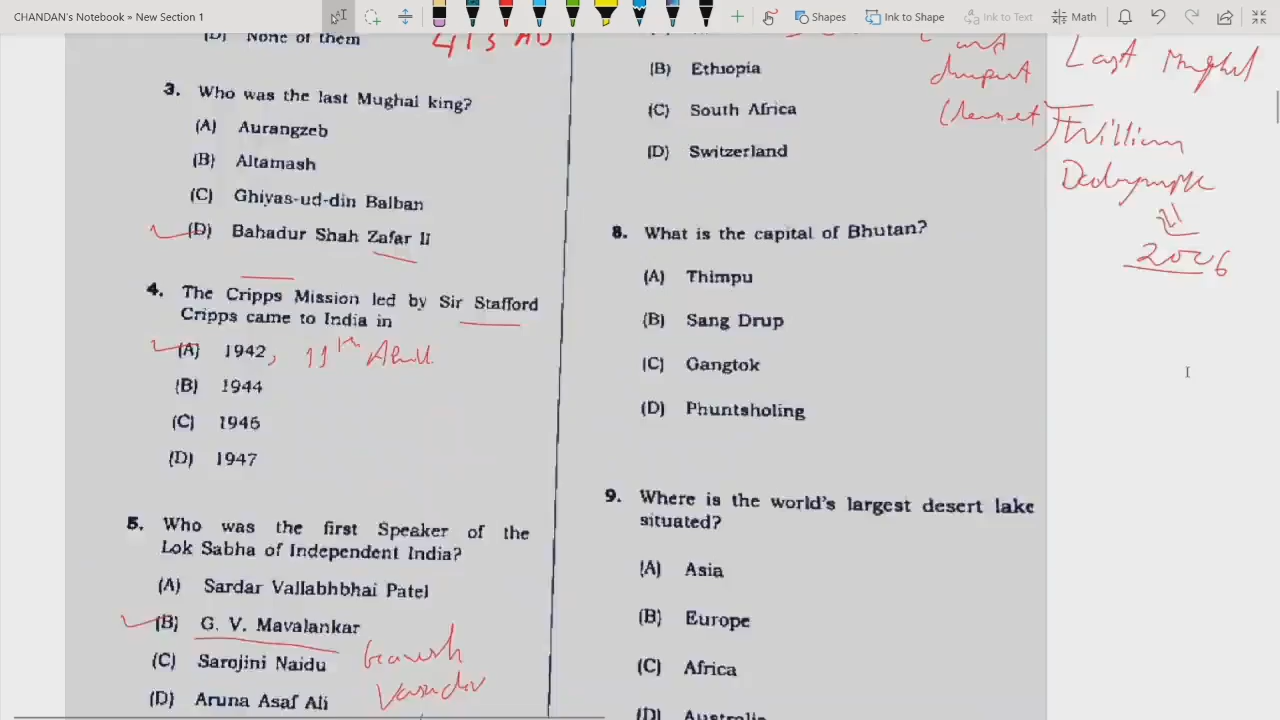 CHANDAN's Notebook » New Section 1
Shapes
Ink to Shape
Ink to Text
Math
(D) None of them
413 AD
3. Who was the last Mughal king?
(A) Aurangzeb
(B) Altamash
(C) Ghiyas-ud-din Balban
(D) Bahadur Shah Zafar II
4. The Cripps Mission led by Sir Stafford
Cripps came to India in
(A) 1942, 11th
(B) 1944
(C) 1946
(D) 1947
5. Who was the first Speaker of the
Lok Sabha of Independent India?
(A) Sardar Vallabhbhai Patel
(B) G. V. Mavalankar
(C) Sarojini Naidu
(D) Aruna Asaf Ali
Ganesh
Vasudev
(B) Ethiopia
(C) South Africa
(D) Switzerland
8. What is the capital of Bhutan?
(A) Thimpu
(B) Sang Drup
(C) Gangtok
(D) Phuntsholing
9. Where is the world's largest desert lake
situated?
(A) Asia
(B) Europe
(C) Africa
(D) Australia
Last Mughal
William
2006